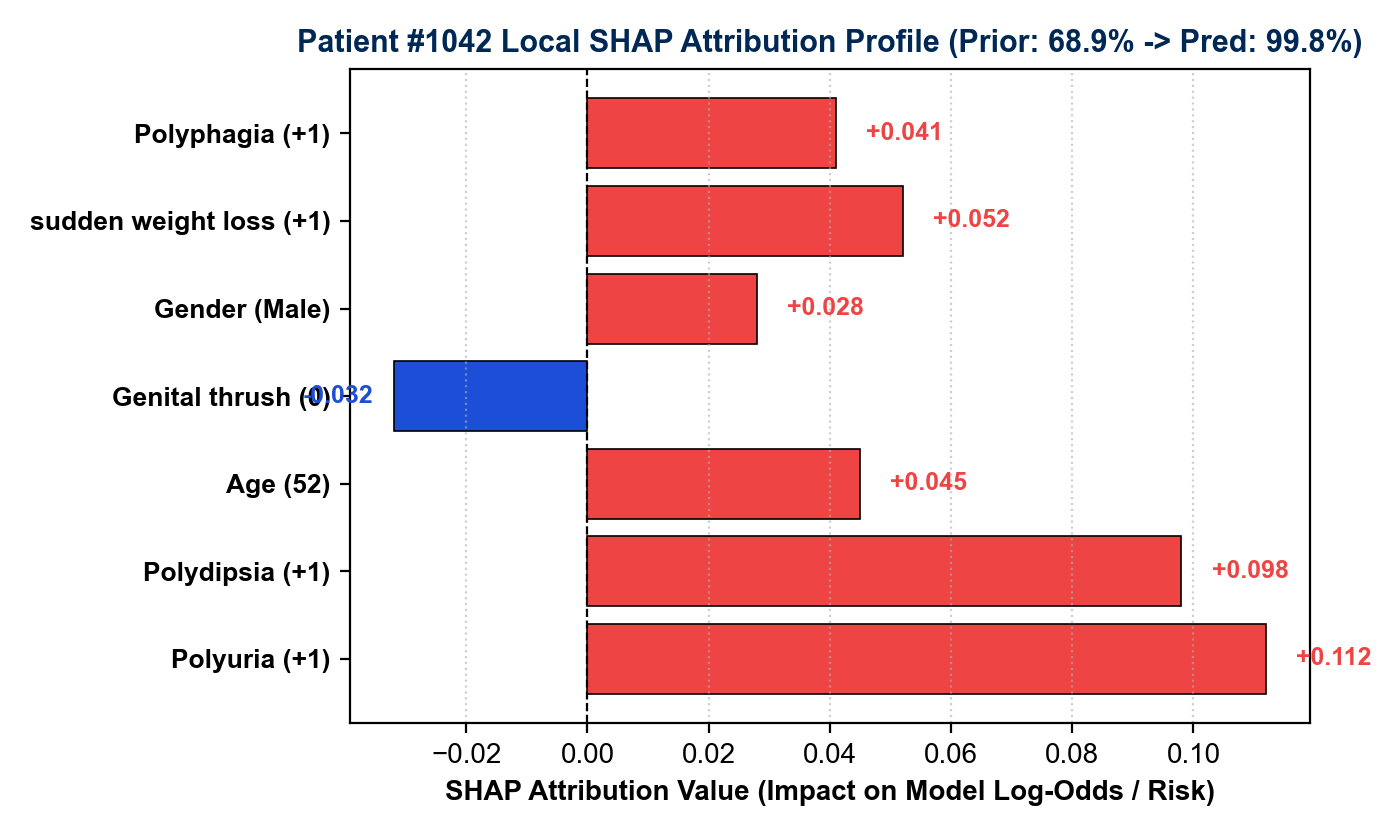 Patient #1042 Local SHAP Attribution Profile (Prior: 68.9% -> Pred: 99.8%)
Polyphagia (+1)
+0.041
sudden weight loss (+1)
+0.052
Gender (Male)
+0.028
Genital thrush (0)
-0.032
Age (52)
+0.045
Polydipsia (+1)
+0.098
Polyuria (+1)
+0.112
−0.02 0.00 0.02 0.04 0.06 0.08 0.10
SHAP Attribution Value (Impact on Model Log-Odds / Risk)